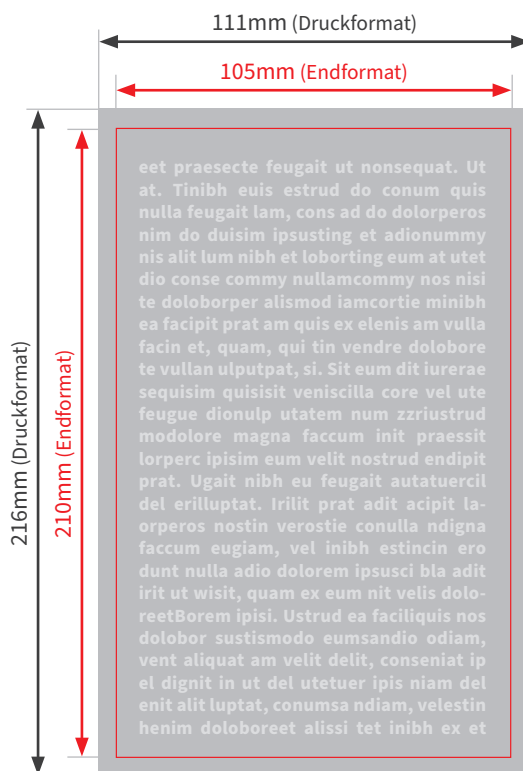 111mm (Druckformat)
105mm (Endformat)
216mm (Druckformat)
210mm (Endformat)
eet praesecte feugait ut nonsequat. Ut
at. Tinibh euis estrud do conum quis
nulla feugait lam, cons ad do dolorperos
nim do duisim ipsusting et adionummy
nis alit lum nibh et loborting eum at utet
dio conse commy nullamcommy nos nisi
te doloborper alismod iamcortie minibh
ea facipit prat am quis ex elenis am vulla
facin et, quam, qui tin vendre dolobore
te vullan ulputpat, si. Sit eum dit iurerae
sequisim quisisit veniscilla core vel ute
feugue dionulp utatem num zzriustrud
modolore magna faccum init praessit
lorperc ipisim eum velit nostrud endipit
prat. Ugait nibh eu feugait autatuercil
del erilluptat. Irilit prat adit acipit la-
orperos nostin verostie conulla ndigna
faccum eugiam, vel inibh estincin ero
dunt nulla adio dolorem ipsusci bla adit
irit ut wisit, quam ex eum nit velis dolo-
reetBorem ipisi. Ustrud ea faciliquis nos
dolobor sustismodo eumsandio odiam,
vent aliquat am velit delit, conseniat ip
el dignit in ut del utetuer ipis niam del
enit alit luptat, conumsa ndiam, velestin
henim doloboreet alissi tet inibh ex et